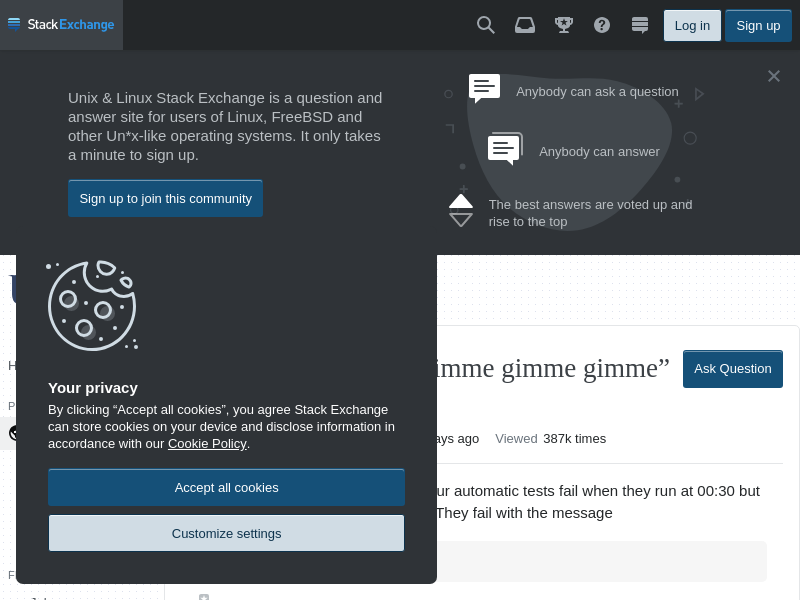 StackExchange
Log in
Sign up
Unix & Linux Stack Exchange is a question and
answer site for users of Linux, FreeBSD and
other Un*x-like operating systems. It only takes
a minute to sign up.
Sign up to join this community
Anybody can ask a question
Anybody can answer
The best answers are voted up and
rise to the top
imme gimme gimme”
Ask Question
ays ago
Viewed 387k times
ur automatic tests fail when they run at 00:30 but
They fail with the message
Your privacy
By clicking “Accept all cookies”, you agree Stack Exchange
can store cookies on your device and disclose information in
accordance with our Cookie Policy.
Accept all cookies
Customize settings